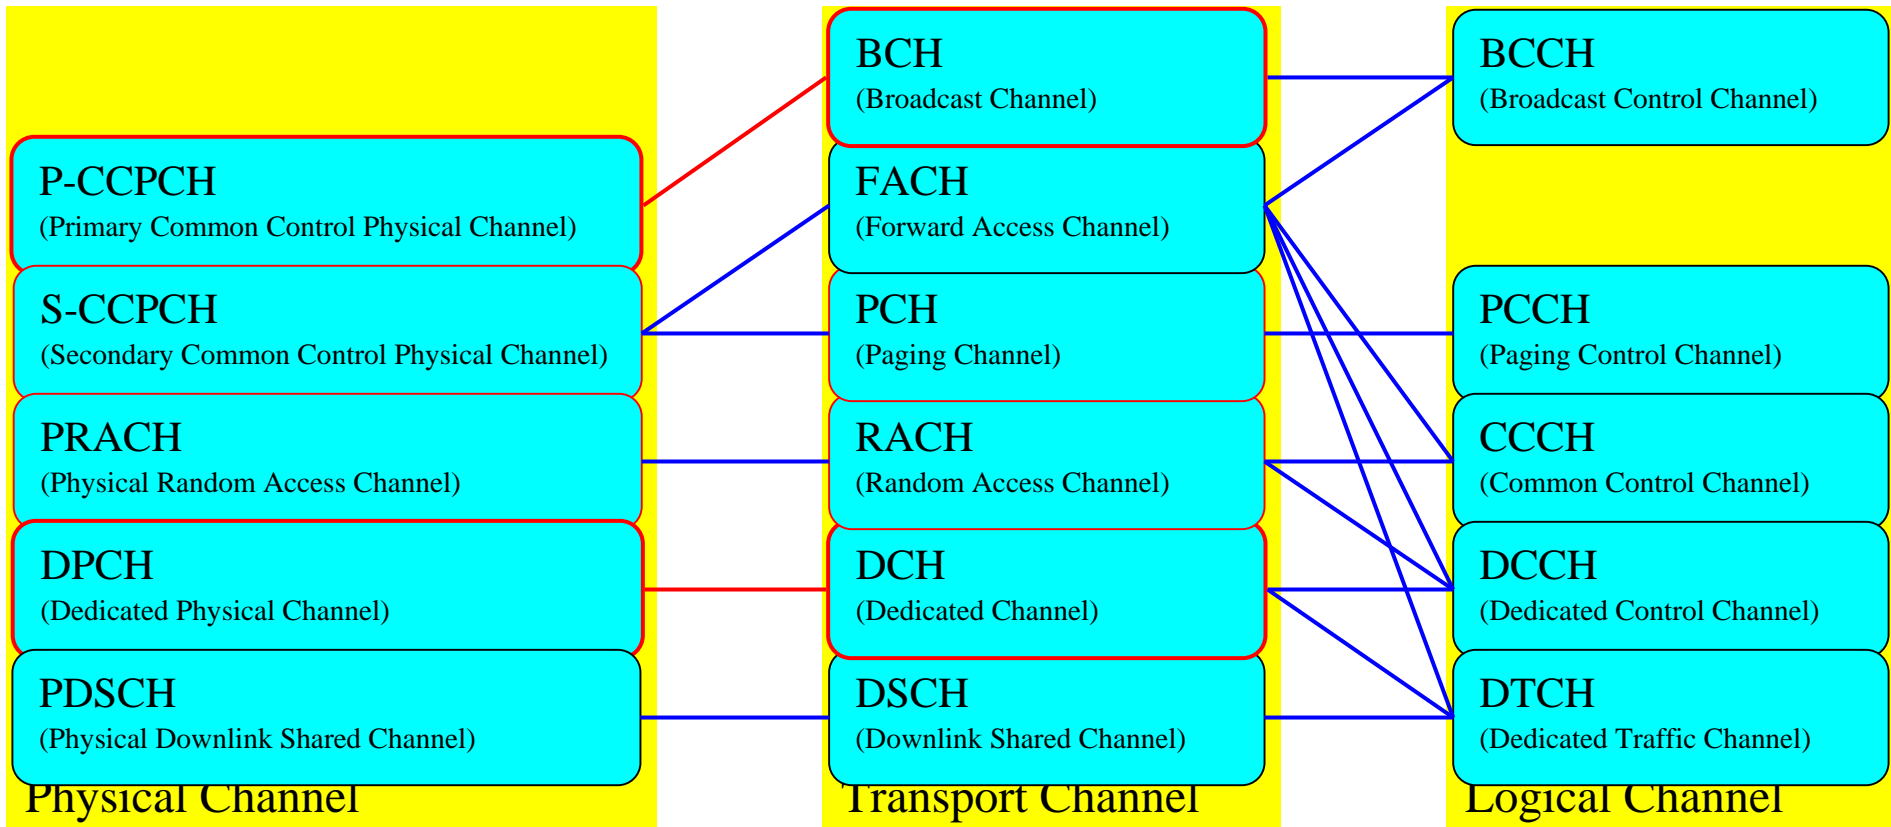 P-CCPCH
(Primary Common Control Physical Channel)
S-CCPCH
(Secondary Common Control Physical Channel)
PRACH
(Physical Random Access Channel)
DPCH
(Dedicated Physical Channel)
PDSCH
(Physical Downlink Shared Channel)
Physical Channel
BCH
(Broadcast Channel)
FACH
(Forward Access Channel)
PCH
(Paging Channel)
RACH
(Random Access Channel)
DCH
(Dedicated Channel)
DSCH
(Downlink Shared Channel)
Transport Channel
BCCH
(Broadcast Control Channel)
PCCH
(Paging Control Channel)
CCCH
(Common Control Channel)
DCCH
(Dedicated Control Channel)
DTCH
(Dedicated Traffic Channel)
Logical Channel